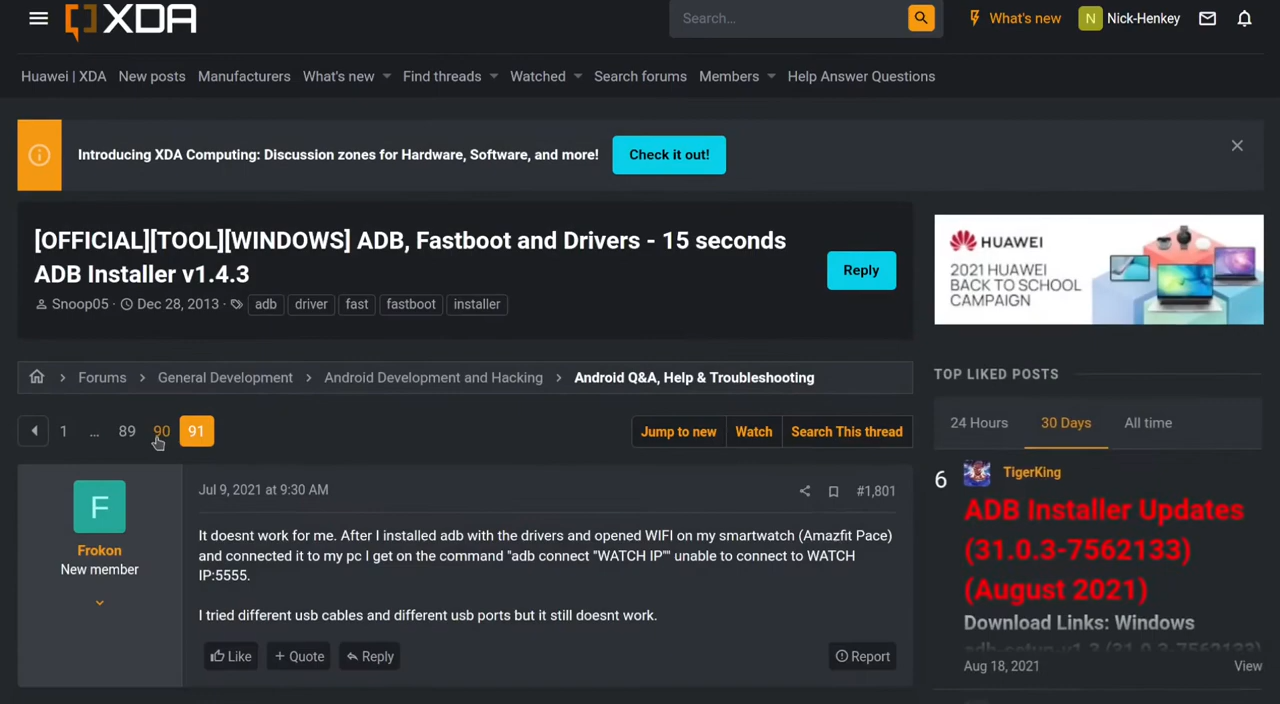 XDA
Search...
What's new
N Nick-Henkey
Huawei | XDA New posts Manufacturers What's new Find threads Watched Search forums Members Help Answer Questions
Introducing XDA Computing: Discussion zones for Hardware, Software, and more! Check it out!
[OFFICIAL][TOOL][WINDOWS] ADB, Fastboot and Drivers - 15 seconds
ADB Installer v1.4.3
Reply
Snoop05 · Dec 28, 2013 · adb driver fast fastboot installer
HUAWEI
2021 HUAWEI
BACK TO SCHOOL
CAMPAIGN
Forums General Development Android Development and Hacking Android Q&A, Help & Troubleshooting
1 ... 89 90 91
Jump to new Watch Search This thread
F
Frokon
New member
Jul 9, 2021 at 9:30 AM
#1,801
It doesnt work for me. After I installed adb with the drivers and opened WIFI on my smartwatch (Amazfit Pace)
and connected it to my pc I get on the command "adb connect "WATCH IP"" unable to connect to WATCH
IP:5555.
I tried different usb cables and different usb ports but it still doesnt work.
Like + Quote Reply
Report
TOP LIKED POSTS
24 Hours 30 Days All time
6
TigerKing
ADB Installer Updates
(31.0.3-7562133)
(August 2021)
Download Links: Windows
adb-setup-v1.3 (31.0.3-7562133)
Aug 18, 2021 View